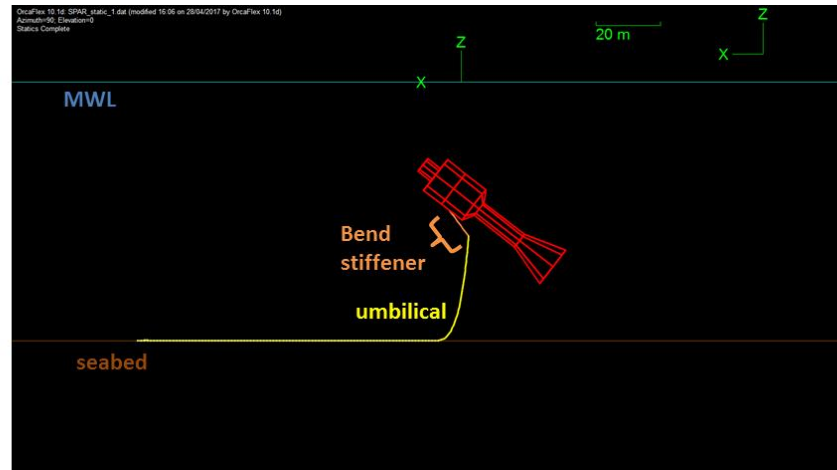 OrcaFlex 10.1d: SPAR_static_1.dat (modified 16:06 on 28/04/2017 by OrcaFlex 10.1d)
Azimuth=90; Elevation=0
Statics Complete
Z
20 m
Z
X
X
MWL
Bend
stiffener
umbilical
seabed